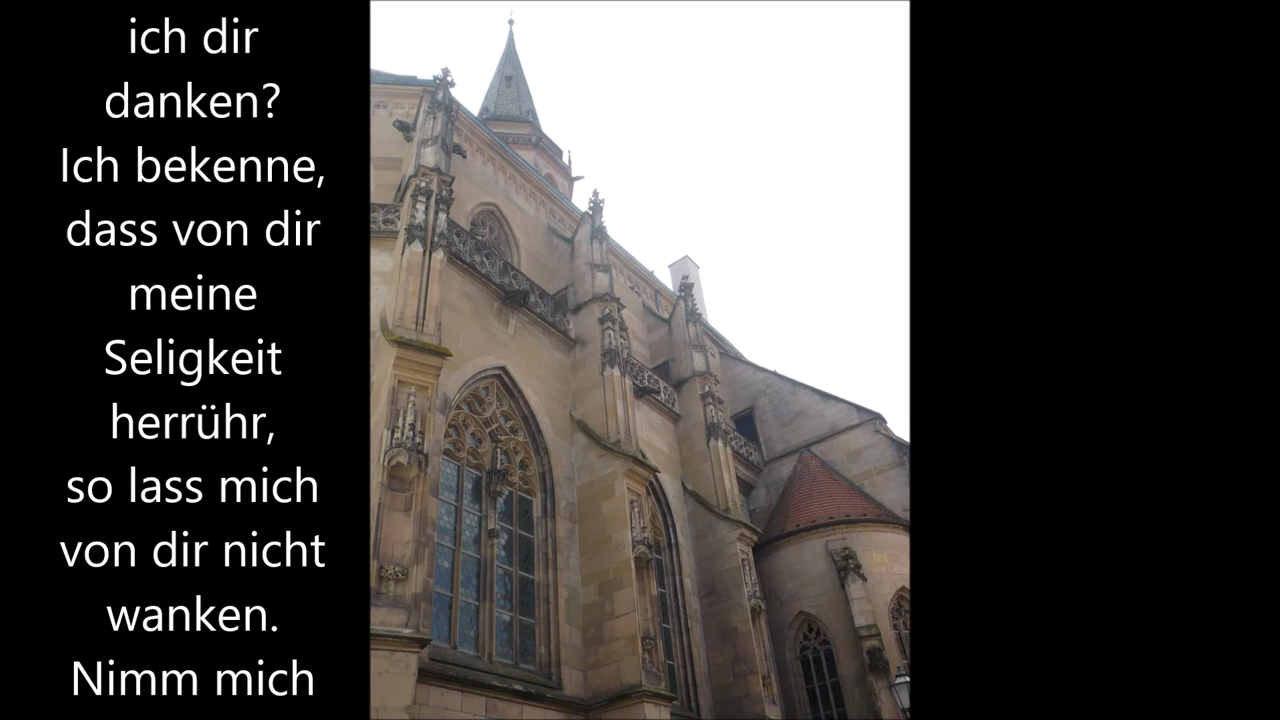 ich dir
danken?
Ich bekenne,
dass von dir
meine
Seligkeit
herrühr,
so lass mich
von dir nicht
wanken.
Nimm mich